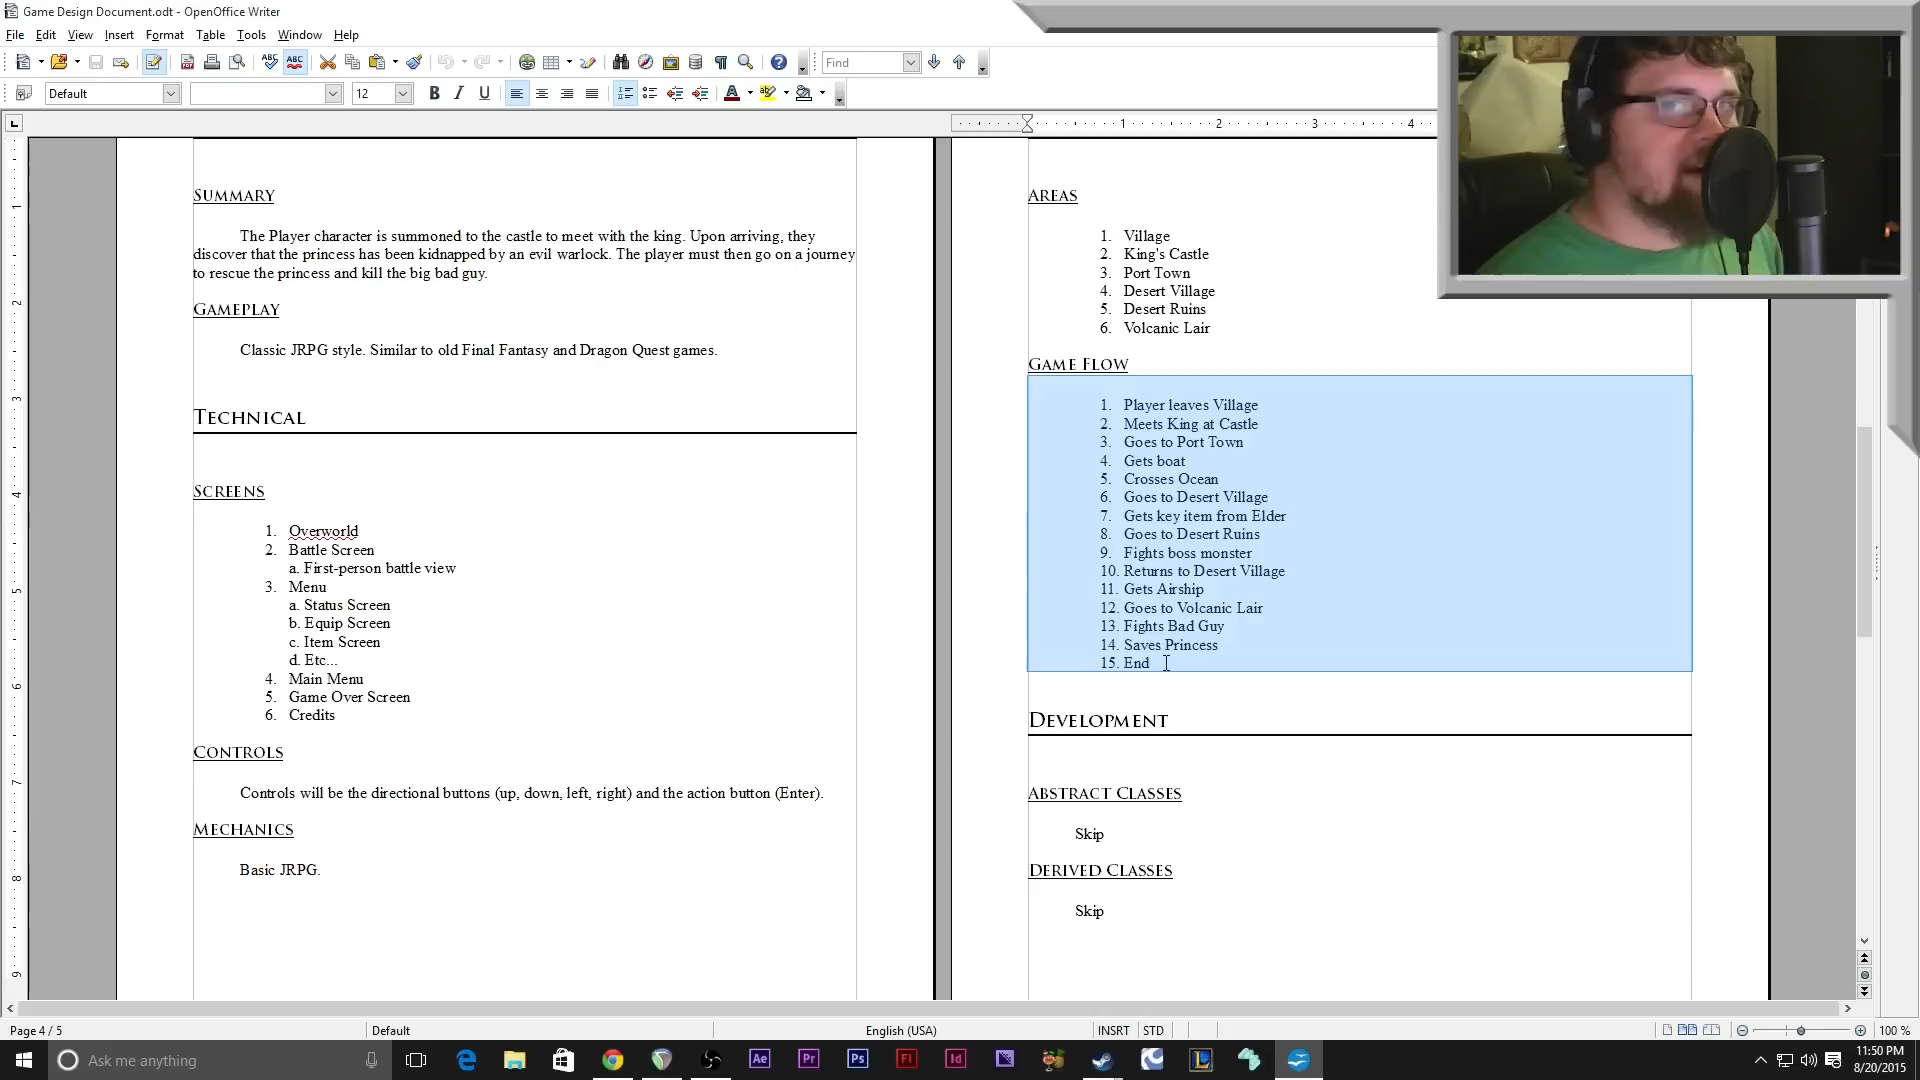 Game Design Document.odt - OpenOffice Writer
File Edit View Insert Format Table Tools Window Help
Find
Default 12
1 2 3 4
Summary
The Player character is summoned to the castle to meet with the king. Upon arriving, they
discover that the princess has been kidnapped by an evil warlock. The player must then go on a journey
to rescue the princess and kill the big bad guy.
Gameplay
Classic JRPG style. Similar to old Final Fantasy and Dragon Quest games.
Technical
Screens
1. Overworld
2. Battle Screen
a. First-person battle view
3. Menu
a. Status Screen
b. Equip Screen
c. Item Screen
d. Etc...
4. Main Menu
5. Game Over Screen
6. Credits
Controls
Controls will be the directional buttons (up, down, left, right) and the action button (Enter).
Mechanics
Basic JRPG.
Areas
1. Village
2. King's Castle
3. Port Town
4. Desert Village
5. Desert Ruins
6. Volcanic Lair
Game Flow
1. Player leaves Village
2. Meets King at Castle
3. Goes to Port Town
4. Gets boat
5. Crosses Ocean
6. Goes to Desert Village
7. Gets key item from Elder
8. Goes to Desert Ruins
9. Fights boss monster
10. Returns to Desert Village
11. Gets Airship
12. Goes to Volcanic Lair
13. Fights Bad Guy
14. Saves Princess
15. End
Development
Abstract Classes
Skip
Derived Classes
Skip
Page 4 / 5 Default English (USA) INSRT STD 100 %
Ask me anything
11:50 PM
8/20/2015